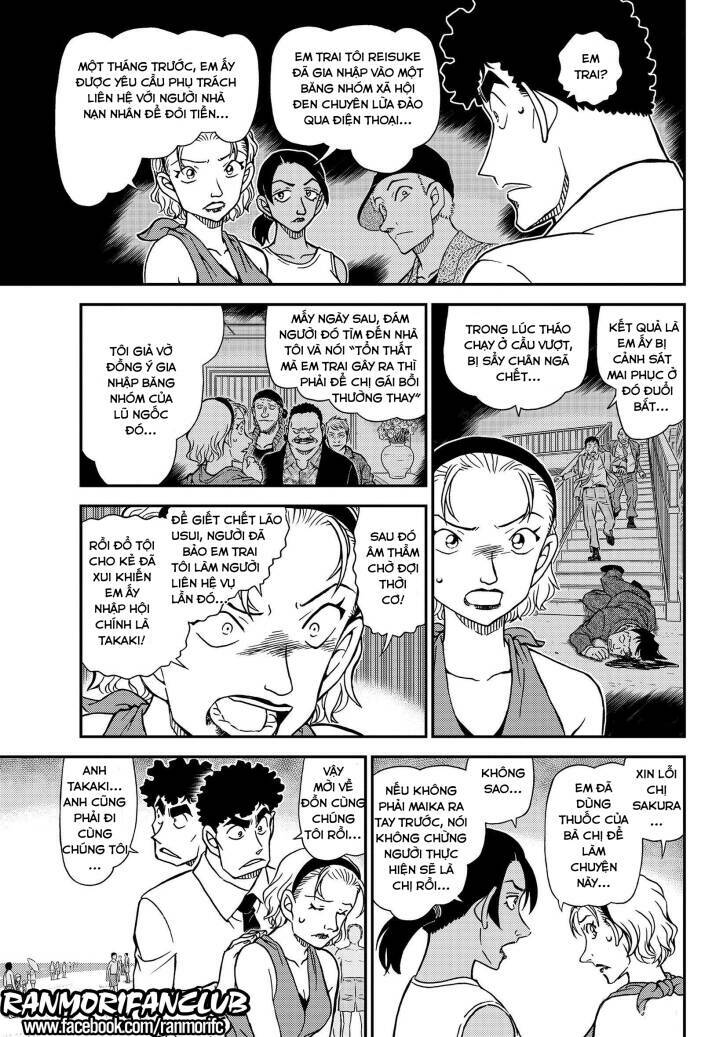 EM
TRAI?
EM TRAI TÔI REISUKE
ĐÃ GIA NHẬP VÀO MỘT
BĂNG NHÓM XÃ HỘI
ĐEN CHUYÊN LỪA ĐẢO
QUA ĐIỆN THOẠI...
MỘT THÁNG TRƯỚC, EM ẤY
ĐƯỢC YÊU CẦU PHỤ TRÁCH
LIÊN HỆ VỚI NGƯỜI NHÀ
NẠN NHÂN ĐỂ ĐÒI TIỀN...
KẾT QUẢ LÀ
EM ẤY BỊ
CẢNH SÁT
MAI PHỤC Ở
ĐÓ ĐUỔI
BẮT...
TRONG LÚC THÁO
CHẠY Ở CẦU VƯỢT,
BỊ SẨY CHÂN NGÃ
CHẾT...
MẤY NGÀY SAU, ĐÁM
NGƯỜI ĐÓ TÌM ĐẾN NHÀ
TÔI VÀ NÓI “TỔN THẤT
MÀ EM TRAI GÂY RA THÌ
PHẢI ĐỂ CHỊ GÁI BỒI
THƯỜNG THAY”
TÔI GIẢ VỜ
ĐỒNG Ý GIA
NHẬP BĂNG
NHÓM CỦA
LŨ NGỐC
ĐÓ...
SAU ĐÓ
ÂM THẦM
CHỜ ĐỢI
THỜI
CƠ!
ĐỂ GIẾT CHẾT LÃO
USUI, NGƯỜI ĐÃ
BẢO EM TRAI
TÔI LÀM NGƯỜI
LIÊN HỆ VỤ
LẦN ĐÓ...
RỒI ĐỔ TỘI
CHO KẺ ĐÃ
XUI KHIẾN
EM ẤY
NHẬP HỘI
CHÍNH LÀ
TAKAKI!
XIN LỖI
CHỊ
SAKURA...
EM ĐÃ
DÙNG
THUỐC CỦA
BÀ CHỊ ĐỂ
LÀM
CHUYỆN
NÀY...
KHÔNG
SAO...
NẾU KHÔNG
PHẢI MAIKA RA
TAY TRƯỚC, NÓI
KHÔNG CHỪNG
NGƯỜI THỰC
HIỆN SẼ LÀ
CHỊ RỒI...
VẬY
MỜI VỀ
ĐỒN CÙNG
CHÚNG
TÔI RỒI...
ANH
TAKAKI...
ANH CŨNG
PHẢI ĐI
CÙNG
CHÚNG TÔI
...
RANMORIFANCLUB
www.facebook.com/ranmorifc